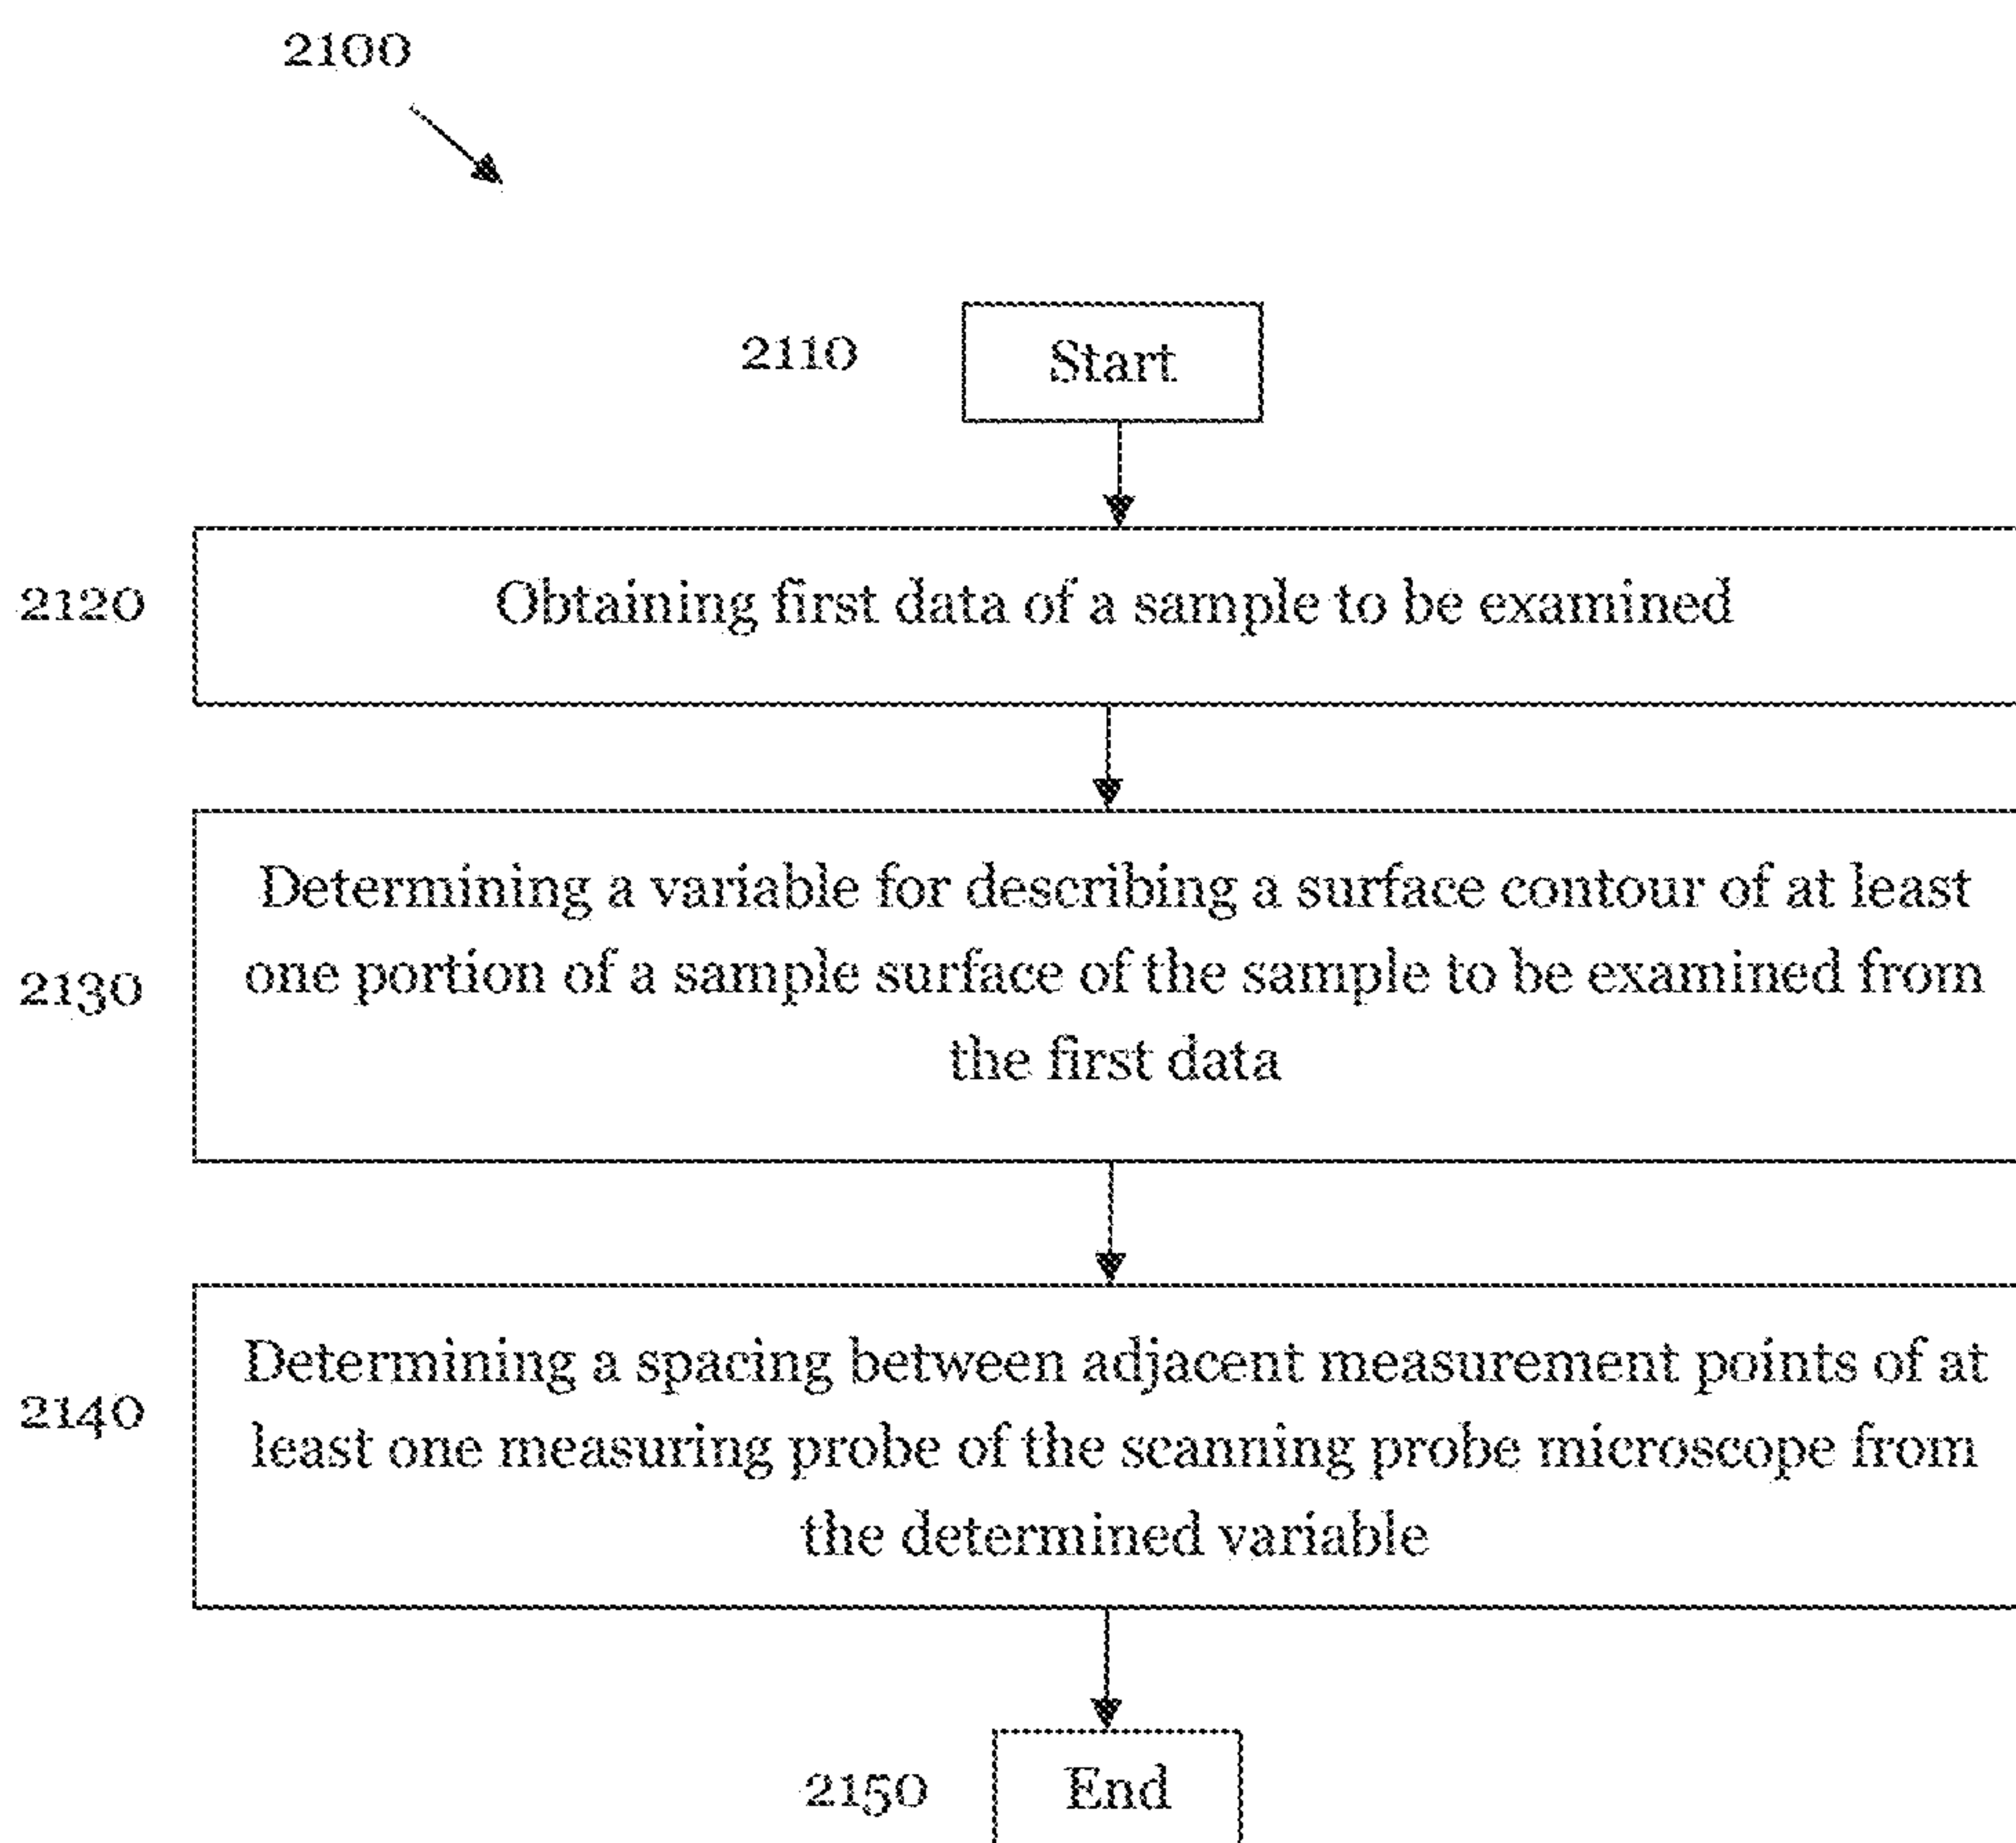 2100
2110
Start
2120
Obtaining first data of a sample to be examined
Determining a variable for describing a surface contour of at least
one portion of a sample surface of the sample to be examined from
2130
the first data
Determining a spacing between adjacent measurement points of at
2140
least one measuring probe of the scanning probe microscope from
the determined variable
2150
End